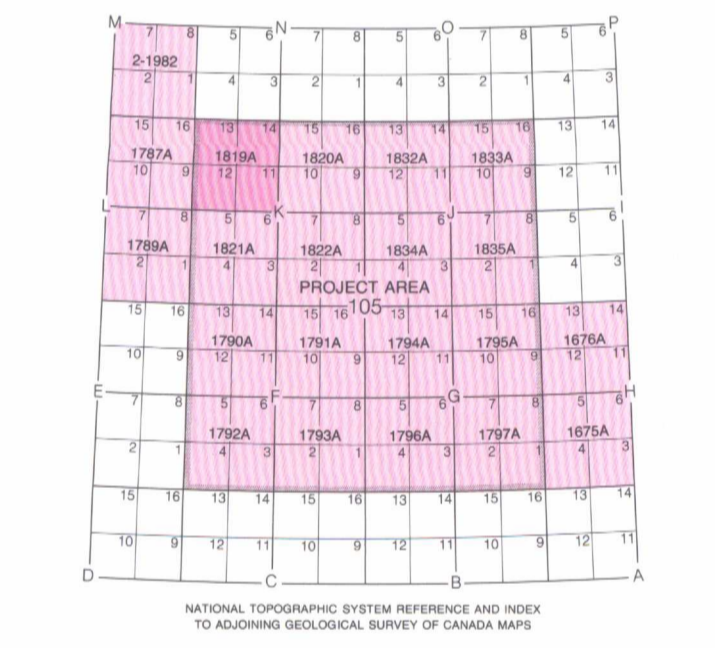 M N O P
7 8 5 6 7 8 5 6 7 8 5 6
2-1982
2 1 4 3 2 1 4 3 2 1 4 3
15 16 13 14 15 16 13 14 15 16 13 14
1787A 1819A 1820A 1832A 1833A
10 9 12 11 10 9 12 11 10 9 12 11
L K J I
7 8 5 6 7 8 5 6 7 8 5 6
1789A 1821A 1822A 1834A 1835A
2 1 4 3 2 1 4 3 2 1 4 3
PROJECT AREA
105
15 16 13 14 15 16 13 14 15 16 13 14
1790A 1791A 1794A 1795A 1676A
10 9 12 11 10 9 12 11 10 9 12 11
E F G H
7 8 5 6 7 8 5 6 7 8 5 6
1792A 1793A 1796A 1797A 1675A
2 1 4 3 2 1 4 3 2 1 4 3
15 16 13 14 15 16 13 14 15 16 13 14
10 9 12 11 10 9 12 11 10 9 12 11
D C B A
NATIONAL TOPOGRAPHIC SYSTEM REFERENCE AND INDEX
TO ADJOINING GEOLOGICAL SURVEY OF CANADA MAPS